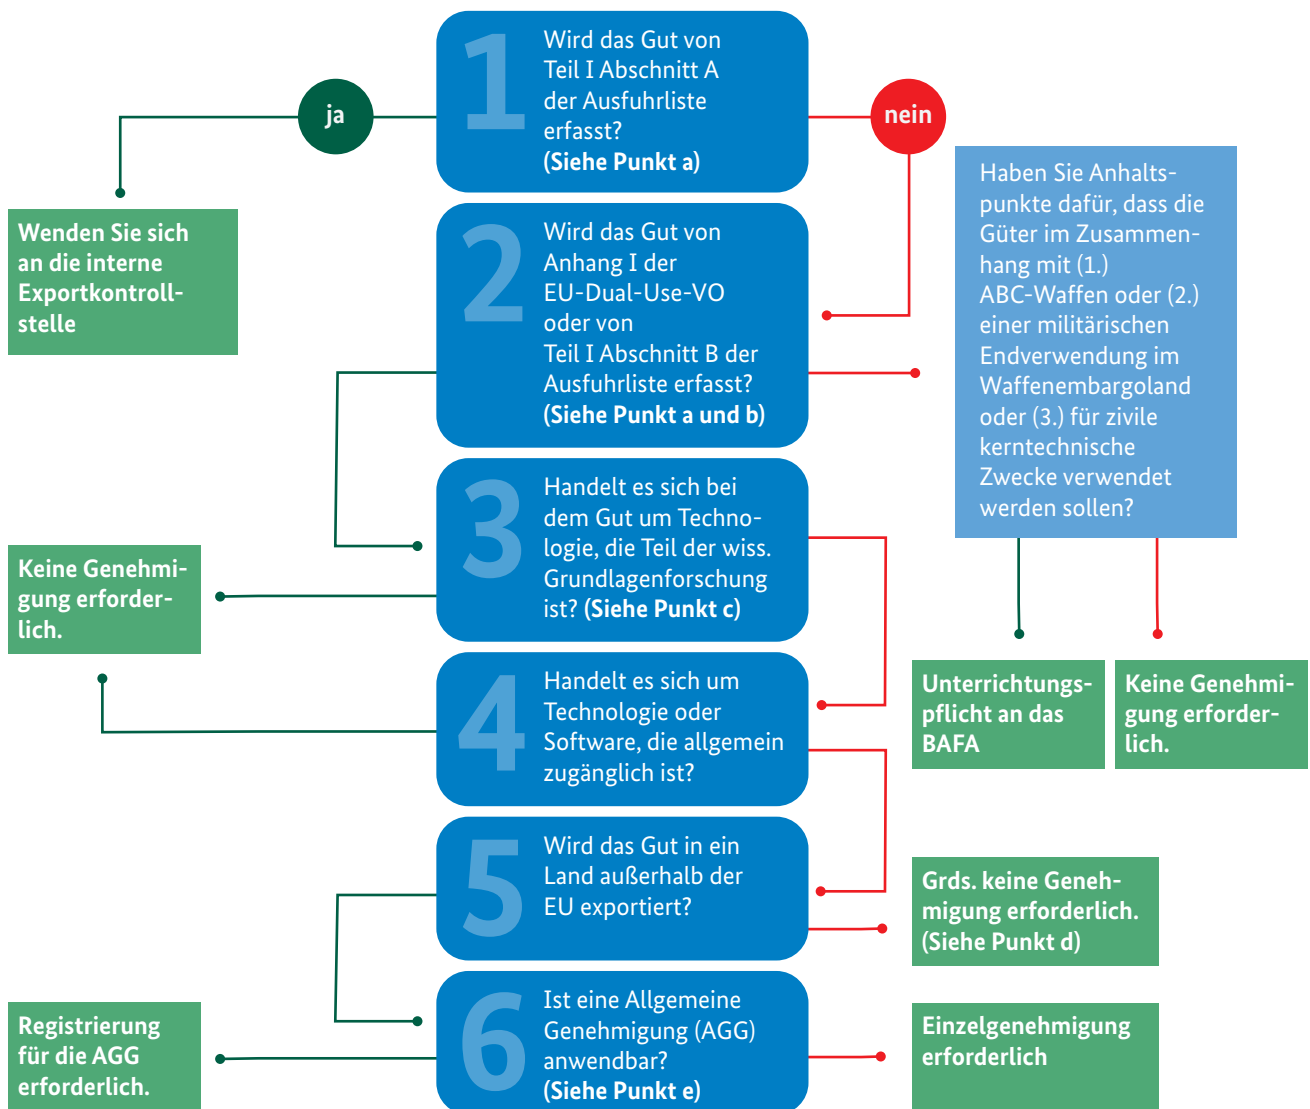 1
Wird das Gut von
Teil I Abschnitt A
der Ausfuhrliste
erfasst?
(Siehe Punkt a)
ja
nein
Wenden Sie sich
an die interne
Exportkontroll-
stelle
2
Wird das Gut von
Anhang I der
EU-Dual-Use-VO
oder von
Teil I Abschnitt B der
Ausfuhrliste erfasst?
(Siehe Punkt a und b)
Haben Sie Anhalts-
punkte dafür, dass die
Güter im Zusammen-
hang mit (1.)
ABC-Waffen oder (2.)
einer militärischen
Endverwendung im
Waffenembargoland
oder (3.) für zivile
kerntechnische
Zwecke verwendet
werden sollen?
3
Handelt es sich bei
dem Gut um Techno-
logie, die Teil der wiss.
Grundlagenforschung
ist? (Siehe Punkt c)
Keine Genehmi-
gung erforder-
lich.
4
Handelt es sich um
Technologie oder
Software, die allgemein
zugänglich ist?
Unterrichtungs-
pflicht an das
BAFA
Keine Genehmi-
gung erforder-
lich.
5
Wird das Gut in ein
Land außerhalb der
EU exportiert?
Grds. keine Geneh-
migung erforderlich.
(Siehe Punkt d)
6
Ist eine Allgemeine
Genehmigung (AGG)
anwendbar?
(Siehe Punkt e)
Registrierung
für die AGG
erforderlich.
Einzelgenehmigung
erforderlich